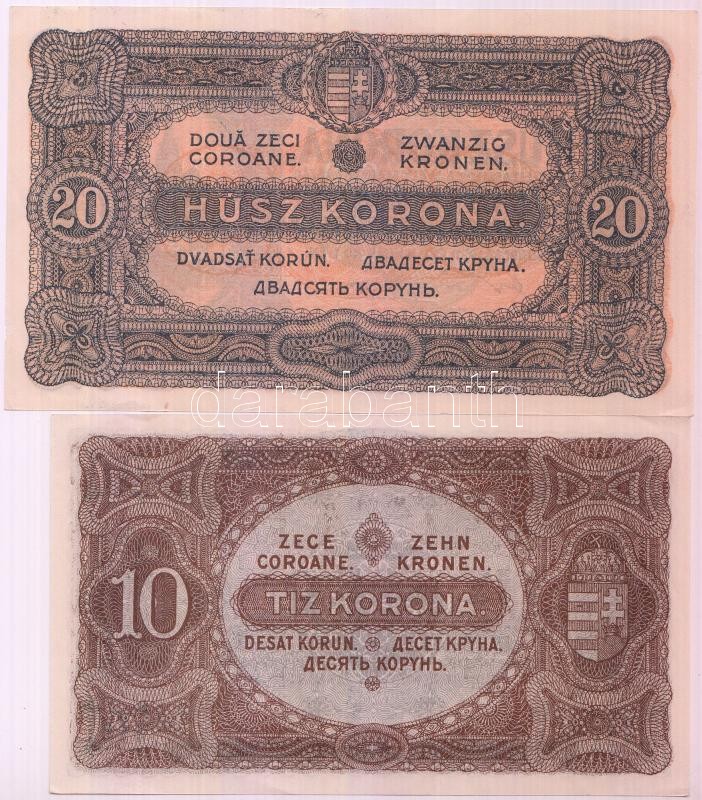 DOUĂ ZECI
COROANE.
ZWANZIG
KRONEN.
20
HÚSZ KORONA.
20
DVADSAŤ KORÚN. ДВАДЕСЕТ КРУНА.
ДВАДСЯТЬ КОРУНЬ.
darabanth
ZECE
COROANE.
ZEHN
KRONEN.
10
TIZ KORONA.
DESAT KORUN. ДЕСЕТ КРУНА.
ДЕСЯТЬ КОРУНЬ.